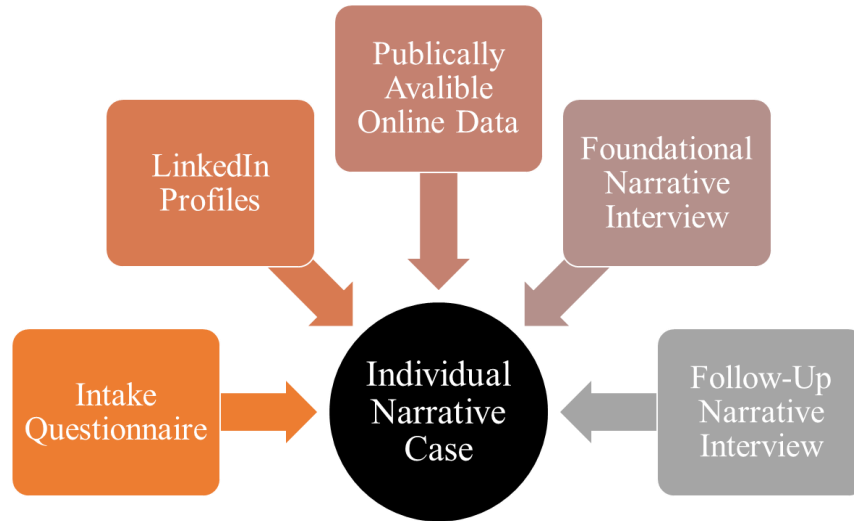 Publically
Avalible
Online Data
LinkedIn
Profiles
Foundational
Narrative
Interview
Intake
Questionnaire
Individual
Narrative
Case
Follow-Up
Narrative
Interview